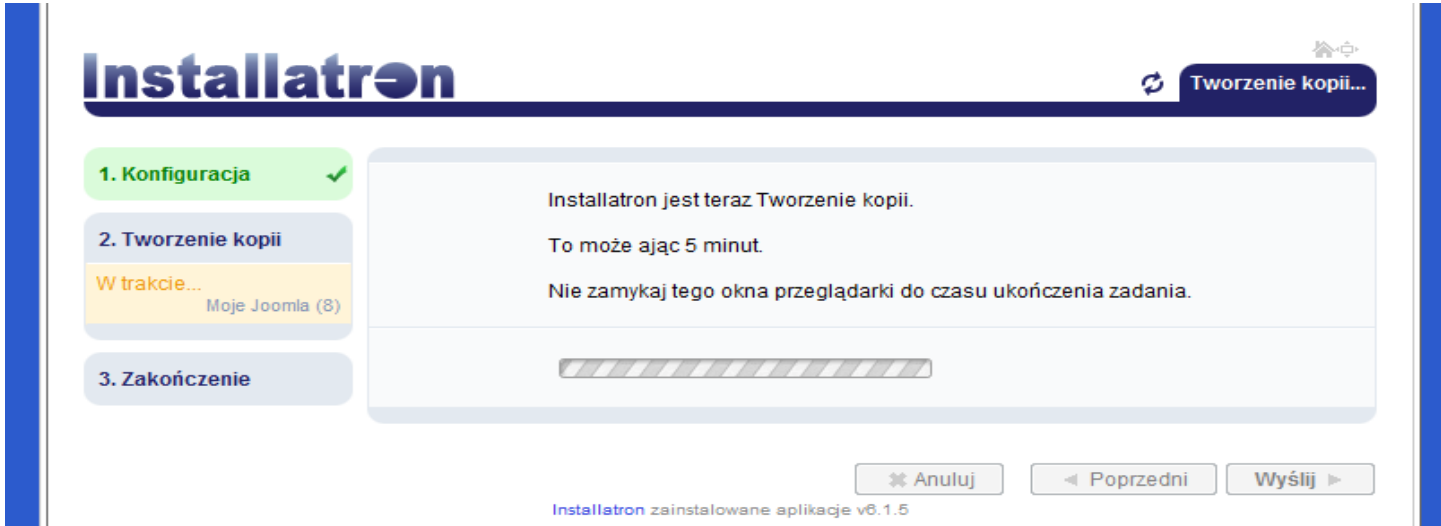 Installatron
Tworzenie kopii...
1. Konfiguracja
2. Tworzenie kopii
W trakcie...
Moje Joomla (8)
3. Zakończenie
Installatron jest teraz Tworzenie kopii.
To może ając 5 minut.
Nie zamykaj tego okna przeglądarki do czasu ukończenia zadania.
Anuluj
Poprzedni
Wyślij
Installatron zainstalowane aplikacje v6.1.5